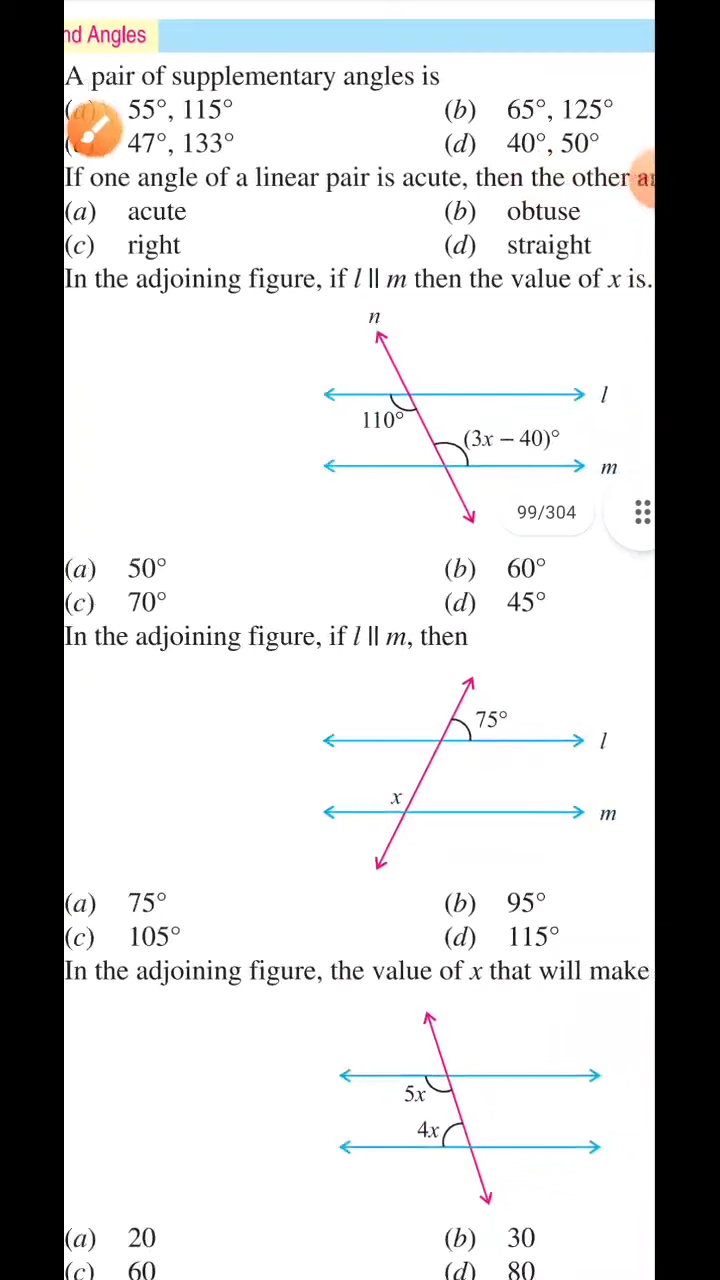 nd Angles
A pair of supplementary angles is
(a) 55°, 115° (b) 65°, 125°
47°, 133° (d) 40°, 50°
If one angle of a linear pair is acute, then the other
(a) acute (b) obtuse
(c) right (d) straight
In the adjoining figure, if l || m then the value of x is.
n
l
110°
(3x – 40)°
m
99/304
(a) 50° (b) 60°
(c) 70° (d) 45°
In the adjoining figure, if l || m, then
75°
l
x
m
(a) 75° (b) 95°
(c) 105° (d) 115°
In the adjoining figure, the value of x that will make
5x
4x
(a) 20 (b) 30
(c) 60 (d) 80